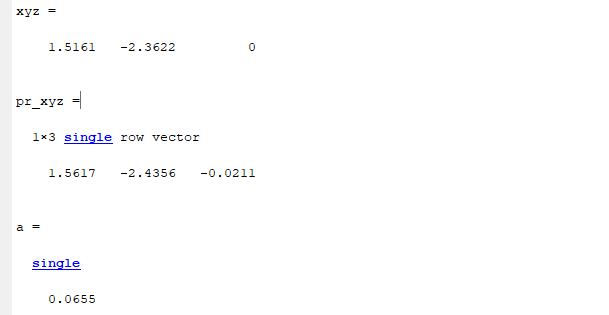 xyz =
1.5161 -2.3622 0
pr_xyz =
1×3 single row vector
1.5617 -2.4356 -0.0211
a =
single
0.0655